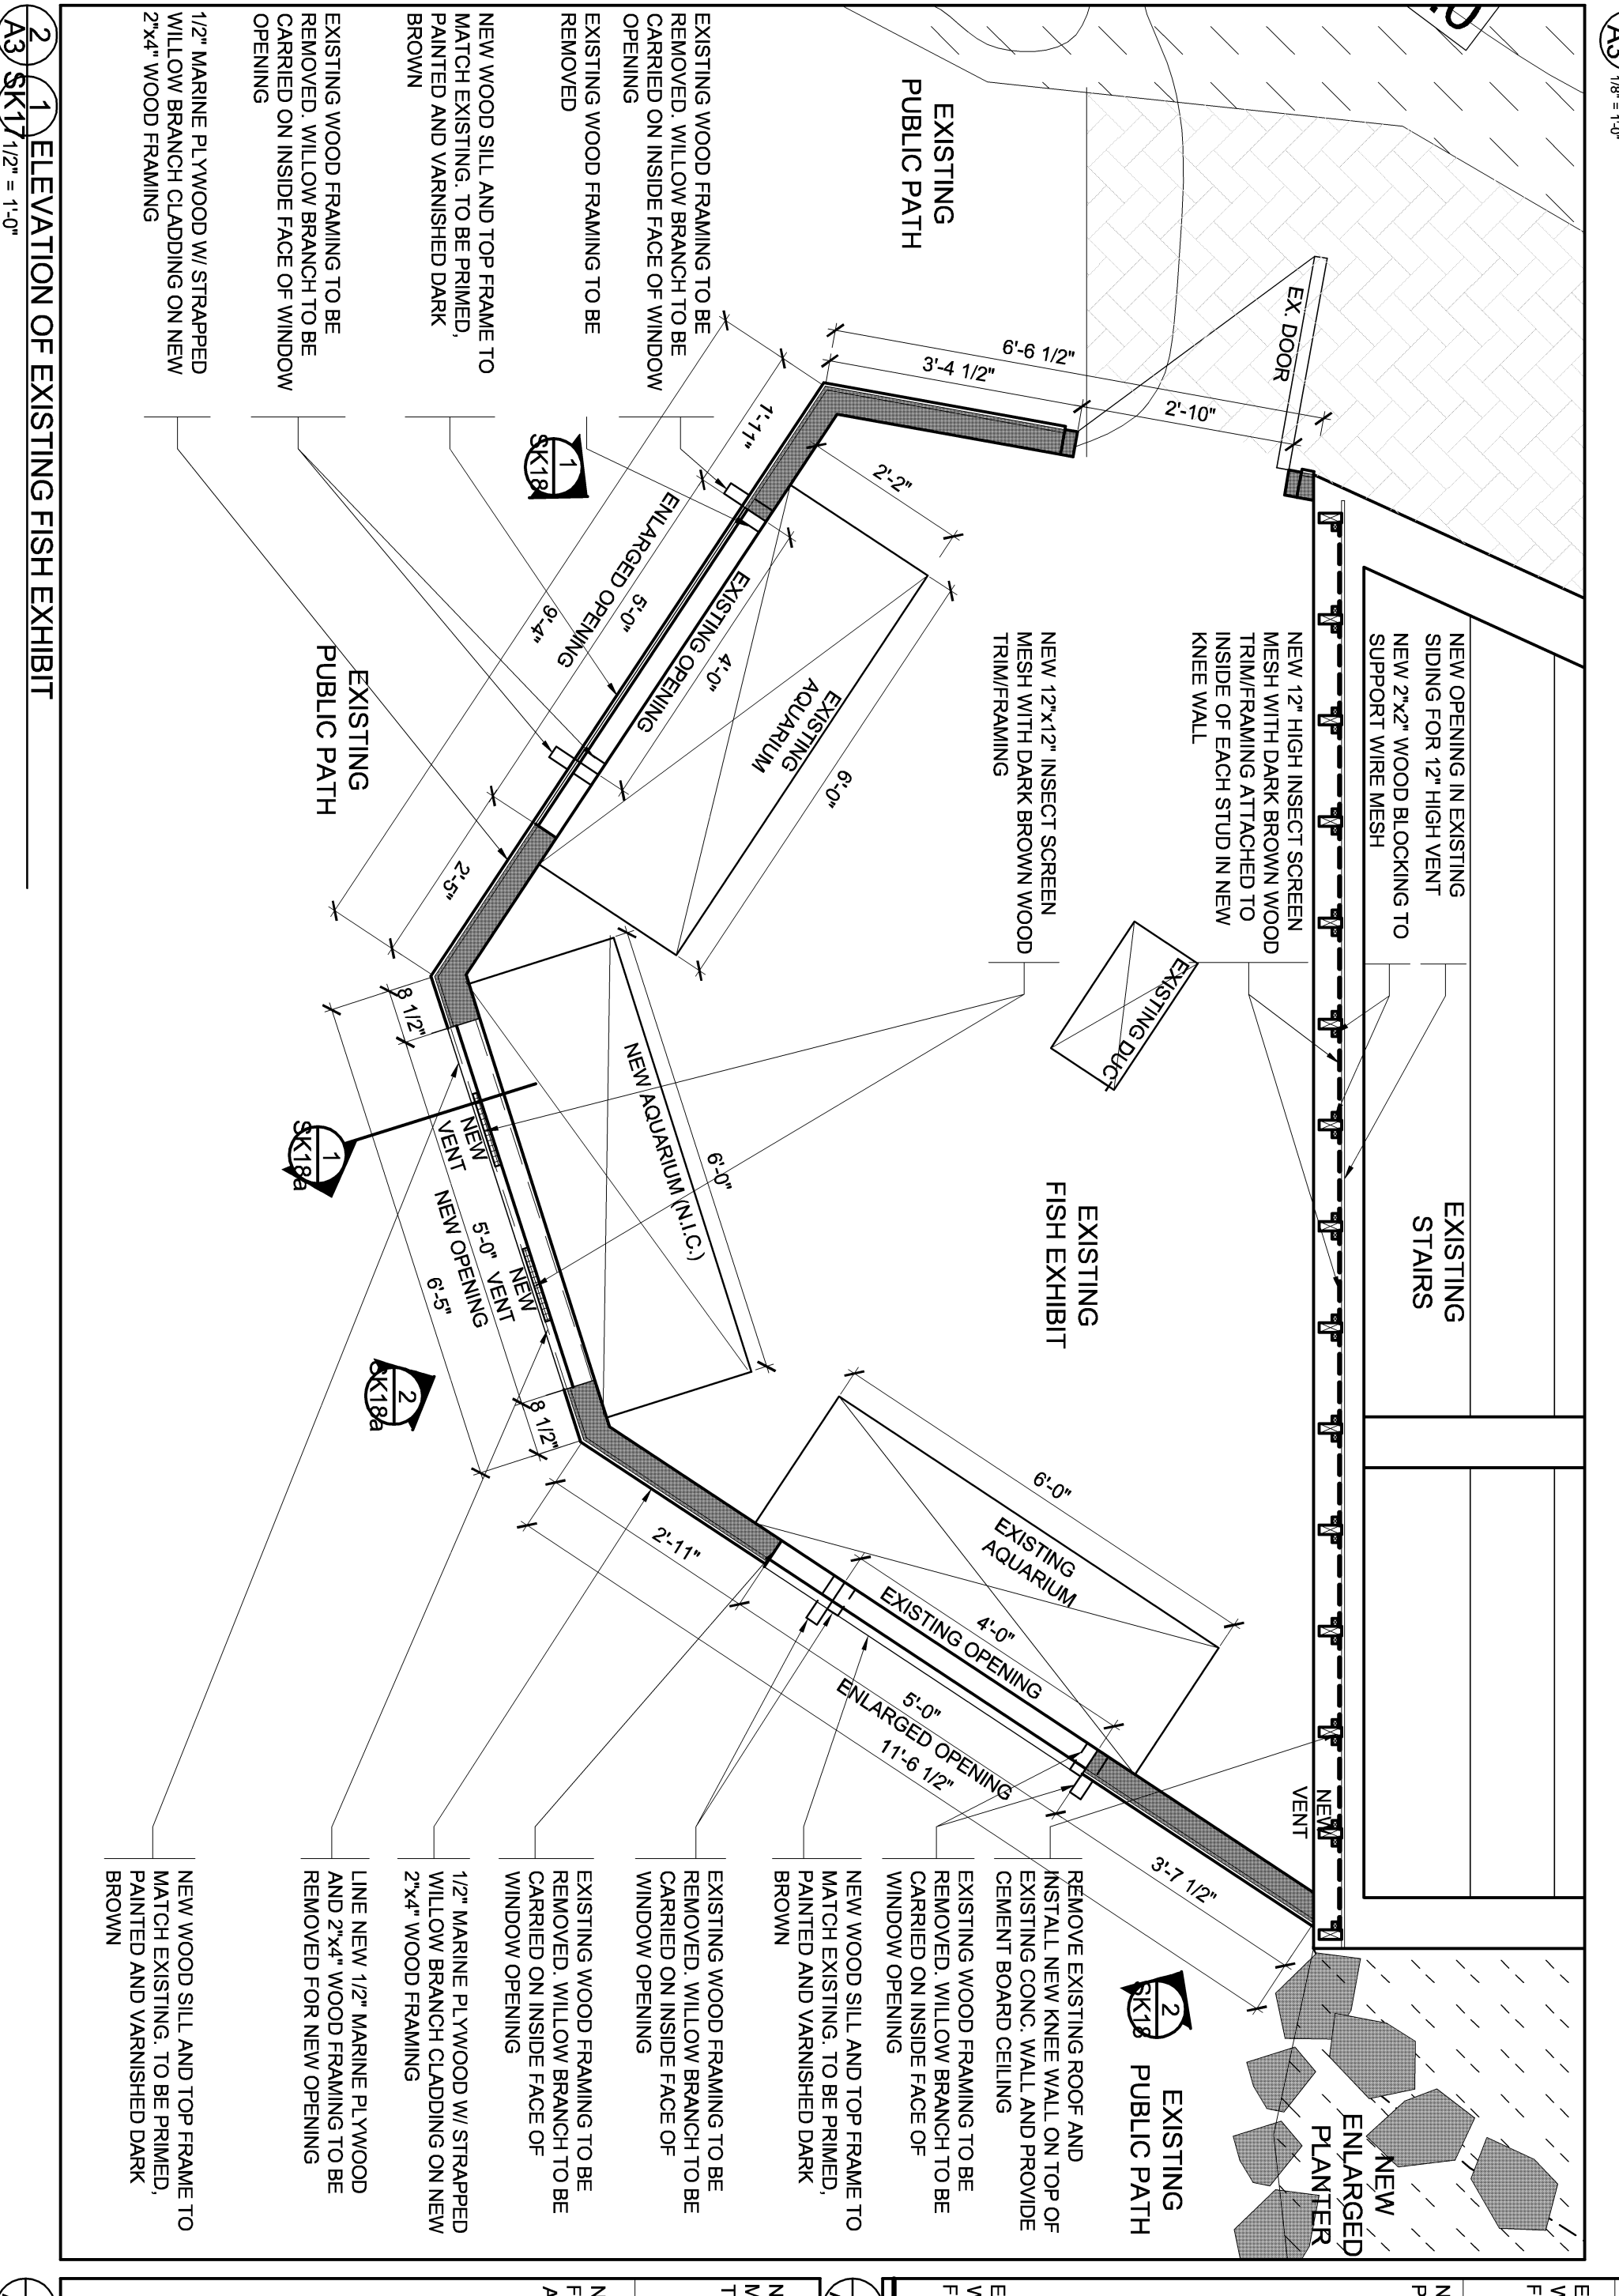 A3
1/8" = 1'-0"
EXISTING
PUBLIC PATH
EX. DOOR
6'-6 1/2"
3'-4 1/2"
2'-10"
NEW OPENING IN EXISTING
SIDING FOR 12" HIGH VENT
NEW 2"x2" WOOD BLOCKING TO
SUPPORT WIRE MESH
NEW 12" HIGH INSECT SCREEN
MESH WITH DARK BROWN WOOD
TRIM/FRAMING ATTACHED TO
INSIDE OF EACH STUD IN NEW
KNEE WALL
NEW 12"x12" INSECT SCREEN
MESH WITH DARK BROWN WOOD
TRIM/FRAMING
EXISTING
STAIRS
EXISTING DUCT
EXISTING
FISH EXHIBIT
NEW
VENT
NEW
ENLARGED
PLANTER
EXISTING
PUBLIC PATH
2
SK18
EXISTING WOOD FRAMING TO BE
REMOVED. WILLOW BRANCH TO BE
CARRIED ON INSIDE FACE OF WINDOW
OPENING
EXISTING WOOD FRAMING TO BE
REMOVED
NEW WOOD SILL AND TOP FRAME TO
MATCH EXISTING. TO BE PRIMED,
PAINTED AND VARNISHED DARK
BROWN
EXISTING WOOD FRAMING TO BE
REMOVED. WILLOW BRANCH TO BE
CARRIED ON INSIDE FACE OF WINDOW
OPENING
1/2" MARINE PLYWOOD W/ STRAPPED
WILLOW BRANCH CLADDING ON NEW
2"x4" WOOD FRAMING
1
SK18
1'-11"
2'-2"
ENLARGED OPENING
5'-0"
9'-4"
EXISTING OPENING
4'-0"
EXISTING
AQUARIUM
6'-0"
2'-5"
EXISTING
PUBLIC PATH
8 1/2"
NEW AQUARIUM (N.I.C.)
6'-0"
NEW
VENT
NEW
VENT
5'-0"
NEW OPENING
6'-5"
8 1/2"
1
SK18a
2
SK18a
2'-11"
6'-0"
EXISTING
AQUARIUM
4'-0"
EXISTING OPENING
5'-0"
ENLARGED OPENING
11'-6 1/2"
3'-7 1/2"
REMOVE EXISTING ROOF AND
INSTALL NEW KNEE WALL ON TOP OF
EXISTING CONC. WALL AND PROVIDE
CEMENT BOARD CEILING
EXISTING WOOD FRAMING TO BE
REMOVED. WILLOW BRANCH TO BE
CARRIED ON INSIDE FACE OF
WINDOW OPENING
NEW WOOD SILL AND TOP FRAME TO
MATCH EXISTING. TO BE PRIMED,
PAINTED AND VARNISHED DARK
BROWN
EXISTING WOOD FRAMING TO BE
REMOVED. WILLOW BRANCH TO BE
CARRIED ON INSIDE FACE OF
WINDOW OPENING
EXISTING WOOD FRAMING TO BE
REMOVED. WILLOW BRANCH TO BE
CARRIED ON INSIDE FACE OF
WINDOW OPENING
1/2" MARINE PLYWOOD W/ STRAPPED
WILLOW BRANCH CLADDING ON NEW
2"x4" WOOD FRAMING
LINE NEW 1/2" MARINE PLYWOOD
AND 2"x4" WOOD FRAMING TO BE
REMOVED FOR NEW OPENING
NEW WOOD SILL AND TOP FRAME TO
MATCH EXISTING. TO BE PRIMED,
PAINTED AND VARNISHED DARK
BROWN
2
A3
1
SK17
ELEVATION OF EXISTING FISH EXHIBIT
1/2" = 1'-0"